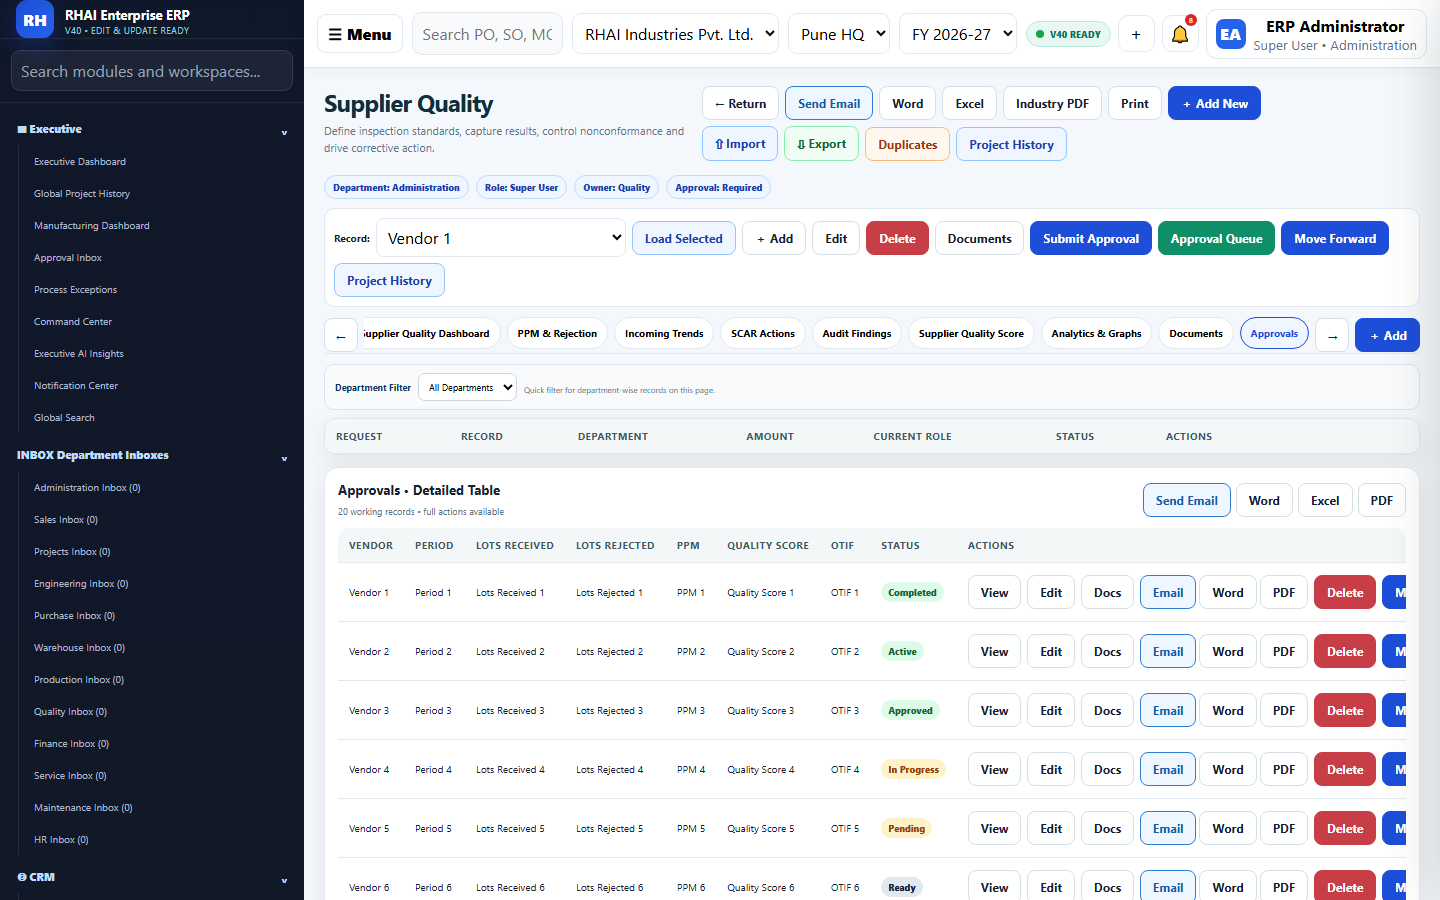 RH
RHAI Enterprise ERP
V40 • EDIT & UPDATE READY
Search modules and workspaces...
Executive
Executive Dashboard
Global Project History
Manufacturing Dashboard
Approval Inbox
Process Exceptions
Command Center
Executive AI Insights
Notification Center
Global Search
INBOX Department Inboxes
Administration Inbox (0)
Sales Inbox (0)
Projects Inbox (0)
Engineering Inbox (0)
Purchase Inbox (0)
Warehouse Inbox (0)
Production Inbox (0)
Quality Inbox (0)
Finance Inbox (0)
Service Inbox (0)
Maintenance Inbox (0)
HR Inbox (0)
CRM
☰ Menu
Search PO, SO, MC
RHAI Industries Pvt. Ltd.
Pune HQ
FY 2026-27
V40 READY
+
8
EA
ERP Administrator
Super User • Administration
Supplier Quality
Define inspection standards, capture results, control nonconformance and
drive corrective action.
← Return
Send Email
Word
Excel
Industry PDF
Print
+ Add New
⇧ Import
⇩ Export
Duplicates
Project History
Department: Administration
Role: Super User
Owner: Quality
Approval: Required
Record:
Vendor 1
Load Selected
+ Add
Edit
Delete
Documents
Submit Approval
Approval Queue
Move Forward
Project History
←
Supplier Quality Dashboard
PPM & Rejection
Incoming Trends
SCAR Actions
Audit Findings
Supplier Quality Score
Analytics & Graphs
Documents
Approvals
→
+ Add
Department Filter
All Departments
Quick filter for department-wise records on this page.
REQUEST RECORD DEPARTMENT AMOUNT CURRENT ROLE STATUS ACTIONS
Approvals • Detailed Table
20 working records • full actions available
Send Email
Word
Excel
PDF
VENDOR PERIOD LOTS RECEIVED LOTS REJECTED PPM QUALITY SCORE OTIF STATUS ACTIONS
Vendor 1 Period 1 Lots Received 1 Lots Rejected 1 PPM 1 Quality Score 1 OTIF 1 Completed View Edit Docs Email Word PDF Delete M
Vendor 2 Period 2 Lots Received 2 Lots Rejected 2 PPM 2 Quality Score 2 OTIF 2 Active View Edit Docs Email Word PDF Delete M
Vendor 3 Period 3 Lots Received 3 Lots Rejected 3 PPM 3 Quality Score 3 OTIF 3 Approved View Edit Docs Email Word PDF Delete M
Vendor 4 Period 4 Lots Received 4 Lots Rejected 4 PPM 4 Quality Score 4 OTIF 4 In Progress View Edit Docs Email Word PDF Delete M
Vendor 5 Period 5 Lots Received 5 Lots Rejected 5 PPM 5 Quality Score 5 OTIF 5 Pending View Edit Docs Email Word PDF Delete M
Vendor 6 Period 6 Lots Received 6 Lots Rejected 6 PPM 6 Quality Score 6 OTIF 6 Ready View Edit Docs Email Word PDF Delete M